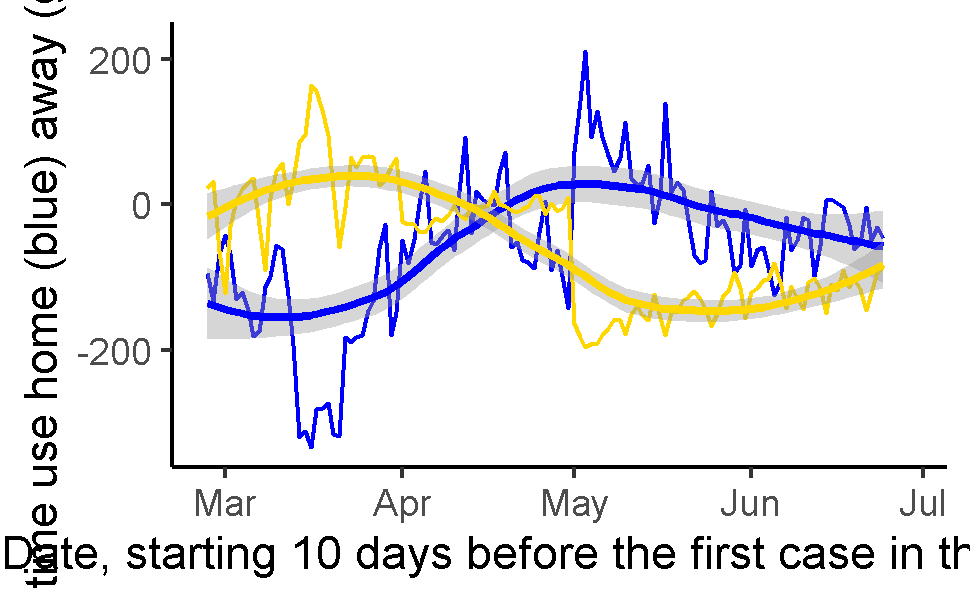 time use home (blue) away (
200
0
-200
Mar Apr May Jun Jul
Date, starting 10 days before the first case in th